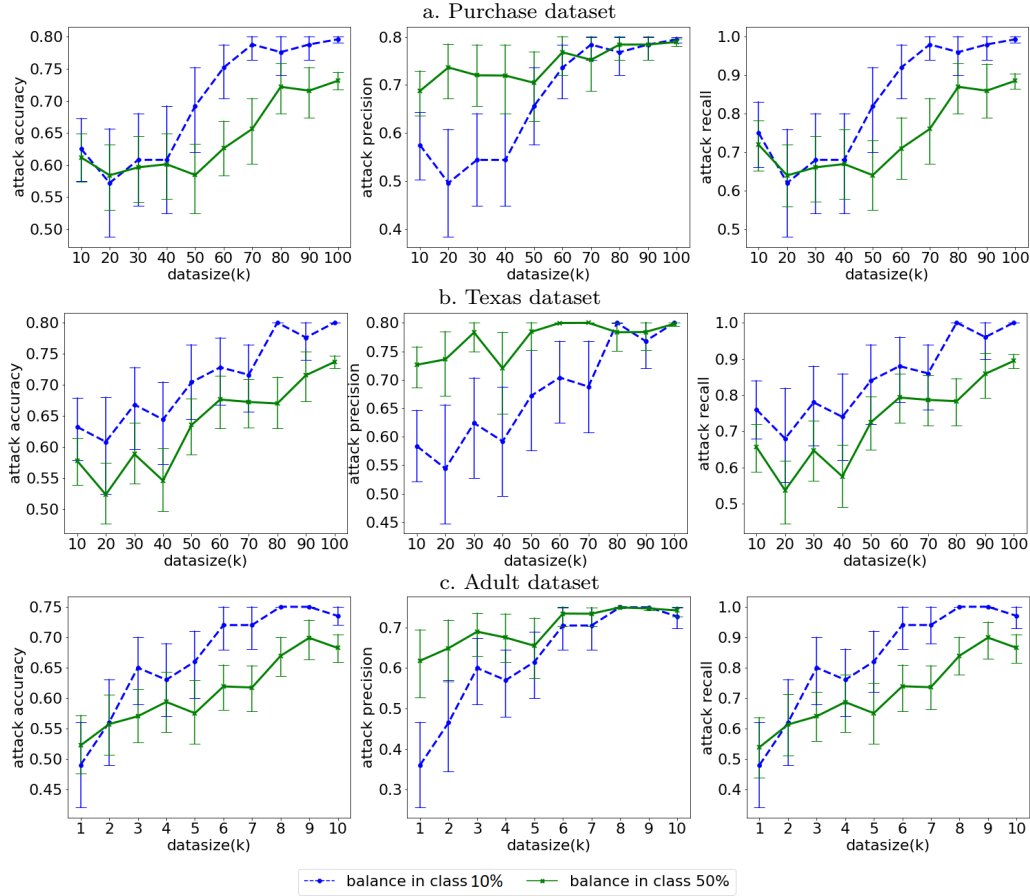 a. Purchase dataset
attack accuracy
0.80
0.75
0.70
0.65
0.60
0.55
0.50
10 20 30 40 50 60 70 80 90 100
datasize(k)
attack precision
0.8
0.7
0.6
0.5
0.4
10 20 30 40 50 60 70 80 90 100
datasize(k)
attack recall
1.0
0.9
0.8
0.7
0.6
0.5
10 20 30 40 50 60 70 80 90 100
datasize(k)
b. Texas dataset
attack accuracy
0.80
0.75
0.70
0.65
0.60
0.55
0.50
10 20 30 40 50 60 70 80 90 100
datasize(k)
attack precision
0.80
0.75
0.70
0.65
0.60
0.55
0.50
0.45
10 20 30 40 50 60 70 80 90 100
datasize(k)
attack recall
1.0
0.9
0.8
0.7
0.6
0.5
10 20 30 40 50 60 70 80 90 100
datasize(k)
c. Adult dataset
attack accuracy
0.75
0.70
0.65
0.60
0.55
0.50
0.45
1 2 3 4 5 6 7 8 9 10
datasize(k)
attack precision
0.7
0.6
0.5
0.4
0.3
1 2 3 4 5 6 7 8 9 10
datasize(k)
attack recall
1.0
0.9
0.8
0.7
0.6
0.5
0.4
1 2 3 4 5 6 7 8 9 10
datasize(k)
balance in class 10% balance in class 50%